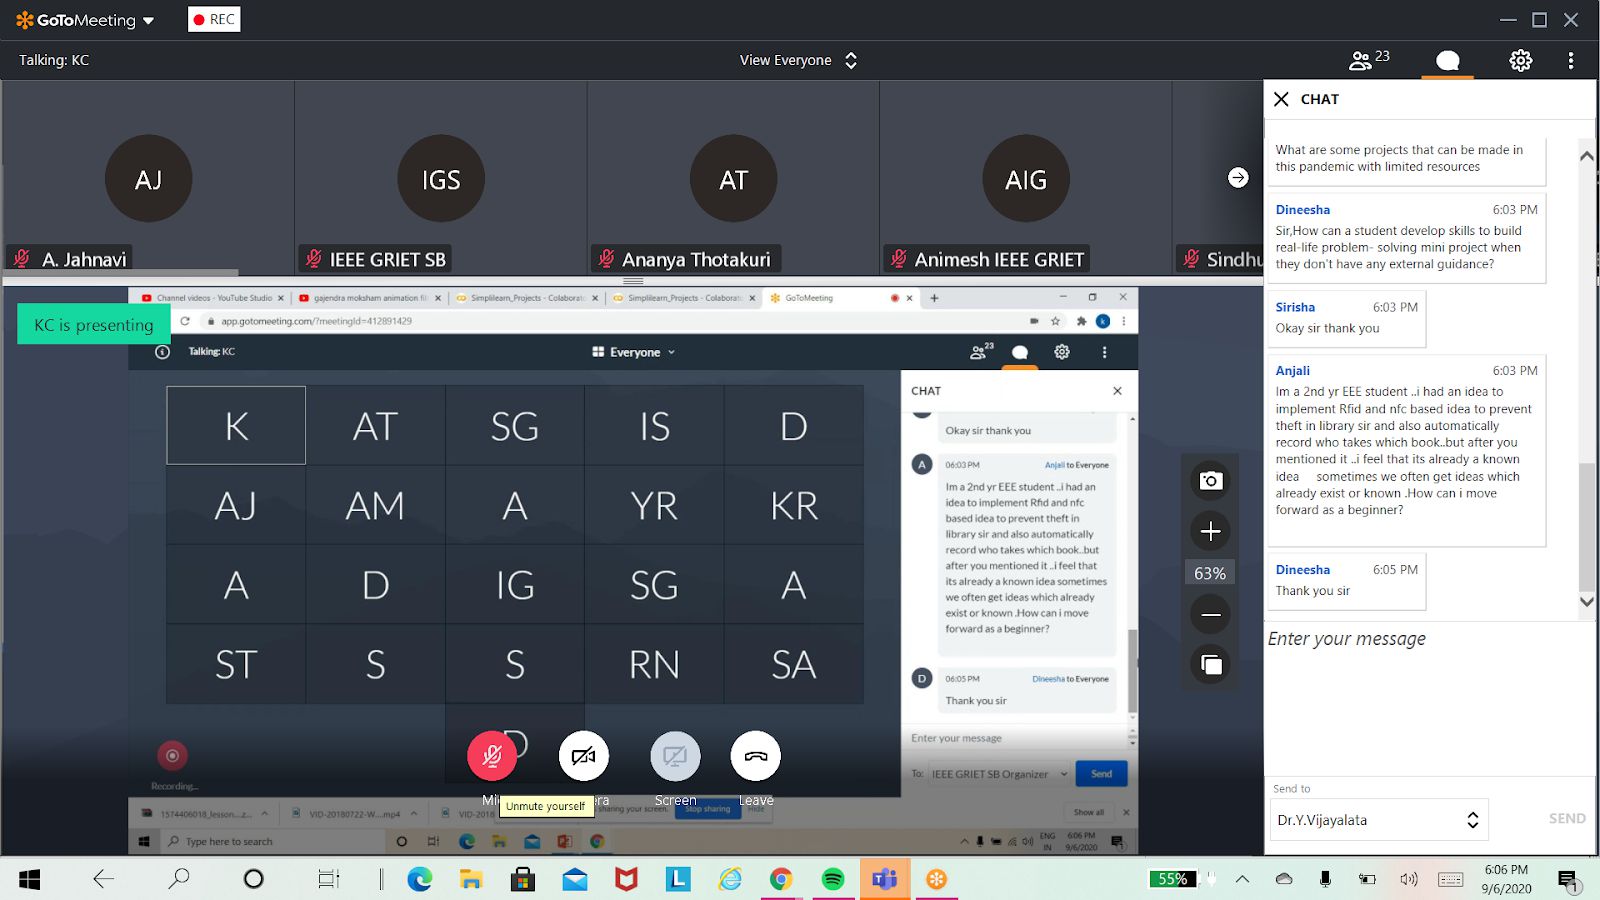 GoToMeeting
REC
Talking: KC
View Everyone
23
AJ
IGS
AT
AIG
A. Jahnavi
IEEE GRIET SB
Ananya Thotakuri
Animesh IEEE GRIET
Sindhu
KC is presenting
Channel videos - YouTube Studio
gajendra moksham animation fil
Simplilearn_Projects - Colaborat
Simplilearn_Projects - Colaborat
GoToMeeting
app.gotomeeting.com/?meetingId=412891429
k
Talking: KC
Everyone
23
K
AT
SG
IS
D
AJ
AM
A
YR
KR
A
D
IG
SG
A
ST
S
S
RN
SA
D
Recording...
CHAT
Okay sir thank you
A
06:03 PM
Anjali to Everyone
Im a 2nd yr EEE student ..i had an
idea to implement Rfid and nfc
based idea to prevent theft in
library sir and also automatically
record who takes which book..but
after you mentioned it ..i feel that
its already a known idea sometimes
we often get ideas which already
exist or known .How can i move
forward as a beginner?
D
06:05 PM
Dineesha to Everyone
Thank you sir
Enter your message
To:
IEEE GRIET SB Organizer
Send
Mi
era
Screen
Leave
Unmute yourself
1574406018_lesson....z...
VID-20180722-W....mp4
VID-2018
sharing your screen.
Stop sharing
Hide
Show all
Type here to search
ENG
IN
6:06 PM
9/6/2020
63%
CHAT
What are some projects that can be made in
this pandemic with limited resources
Dineesha
6:03 PM
Sir,How can a student develop skills to build
real-life problem- solving mini project when
they don't have any external guidance?
Sirisha
6:03 PM
Okay sir thank you
Anjali
6:03 PM
Im a 2nd yr EEE student ..i had an idea to
implement Rfid and nfc based idea to prevent
theft in library sir and also automatically
record who takes which book..but after you
mentioned it ..i feel that its already a known
idea sometimes we often get ideas which
already exist or known .How can i move
forward as a beginner?
Dineesha
6:05 PM
Thank you sir
Enter your message
Send to
Dr.Y.Vijayalata
SEND
55%
6:06 PM
9/6/2020
1